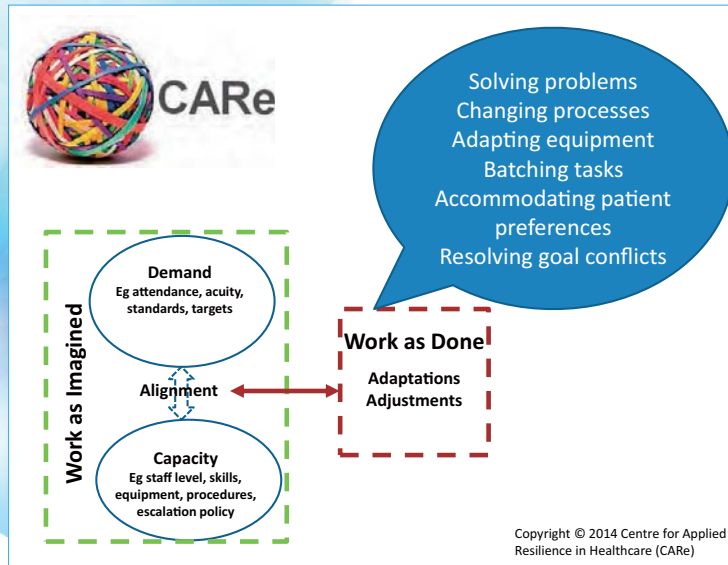 CARe
Solving problems
Changing processes
Adapting equipment
Batching tasks
Accommodating patient
preferences
Resolving goal conflicts
Work as Imagined
Demand
Eg attendance, acuity,
standards, targets
Alignment
Capacity
Eg staff level, skills,
equipment, procedures,
escalation policy
Work as Done
Adaptations
Adjustments
Copyright © 2014 Centre for Applied
Resilience in Healthcare (CARe)